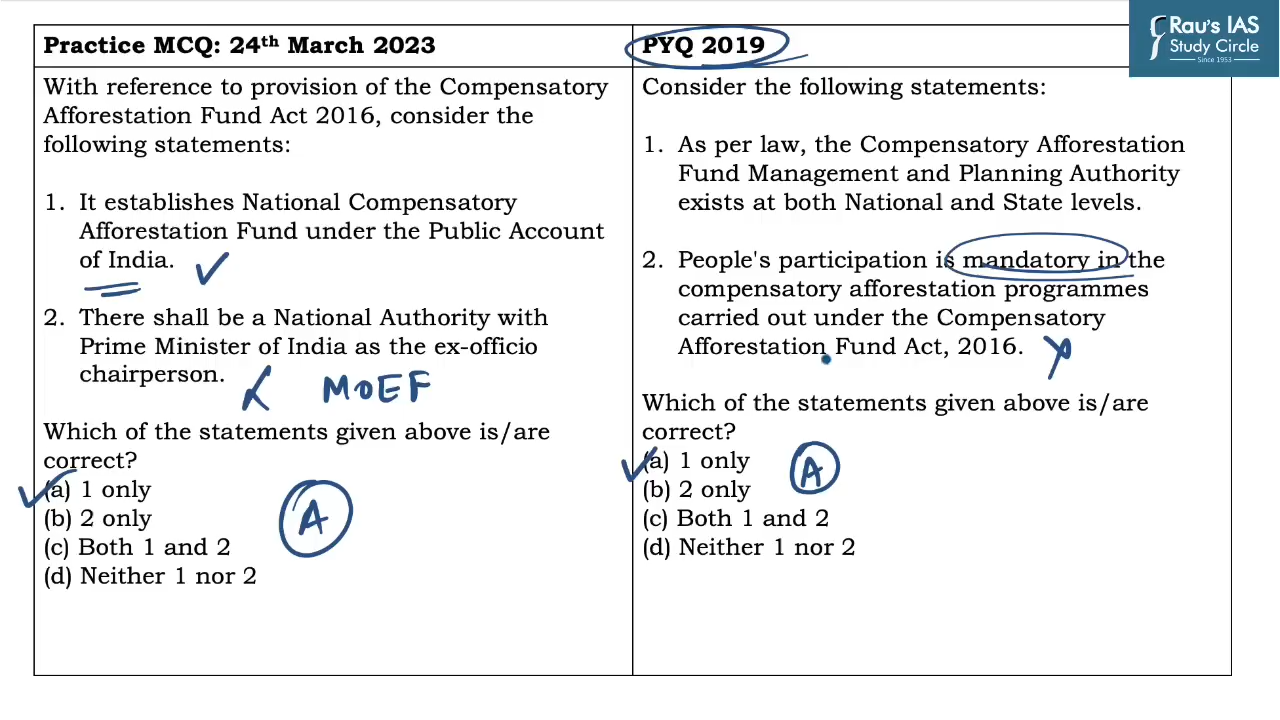 Rau's IAS
Study Circle
Since 1953
Practice MCQ: 24th March 2023
With reference to provision of the Compensatory
Afforestation Fund Act 2016, consider the
following statements:
1. It establishes National Compensatory
Afforestation Fund under the Public Account
of India.
2. There shall be a National Authority with
Prime Minister of India as the ex-officio
chairperson.
MOEF
Which of the statements given above is/are
correct?
(a) 1 only
(b) 2 only
(c) Both 1 and 2
(d) Neither 1 nor 2
A
PYQ 2019
Consider the following statements:
1. As per law, the Compensatory Afforestation
Fund Management and Planning Authority
exists at both National and State levels.
2. People's participation is mandatory in the
compensatory afforestation programmes
carried out under the Compensatory
Afforestation Fund Act, 2016.
Which of the statements given above is/are
correct?
(a) 1 only
(b) 2 only
(c) Both 1 and 2
(d) Neither 1 nor 2
A